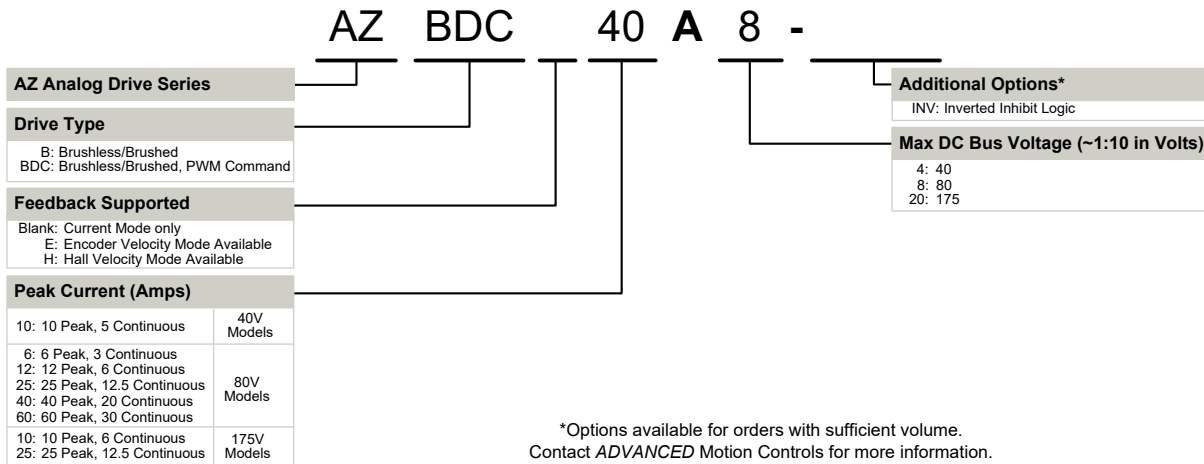 AZ BDC 40 A 8 -
AZ Analog Drive Series
Drive Type
B: Brushless/Brushed
BDC: Brushless/Brushed, PWM Command
Feedback Supported
Blank: Current Mode only
E: Encoder Velocity Mode Available
H: Hall Velocity Mode Available
Peak Current (Amps)
10: 10 Peak, 5 Continuous
40V
Models
6: 6 Peak, 3 Continuous
12: 12 Peak, 6 Continuous
25: 25 Peak, 12.5 Continuous
40: 40 Peak, 20 Continuous
60: 60 Peak, 30 Continuous
80V
Models
10: 10 Peak, 6 Continuous
25: 25 Peak, 12.5 Continuous
175V
Models
Additional Options*
INV: Inverted Inhibit Logic
Max DC Bus Voltage (~1:10 in Volts)
4: 40
8: 80
20: 175
*Options available for orders with sufficient volume.
Contact ADVANCED Motion Controls for more information.